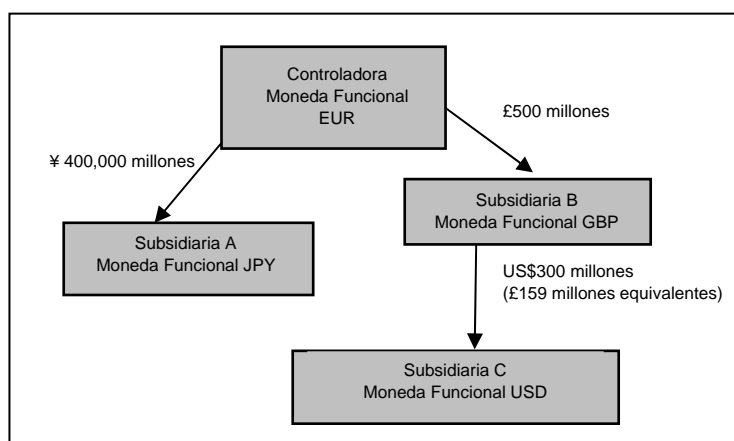 Controladora
Moneda Funcional
EUR
£500 millones
¥ 400,000 millones
Subsidiaria A
Moneda Funcional JPY
Subsidiaria B
Moneda Funcional GBP
US$300 millones
(£159 millones equivalentes)
Subsidiaria C
Moneda Funcional USD